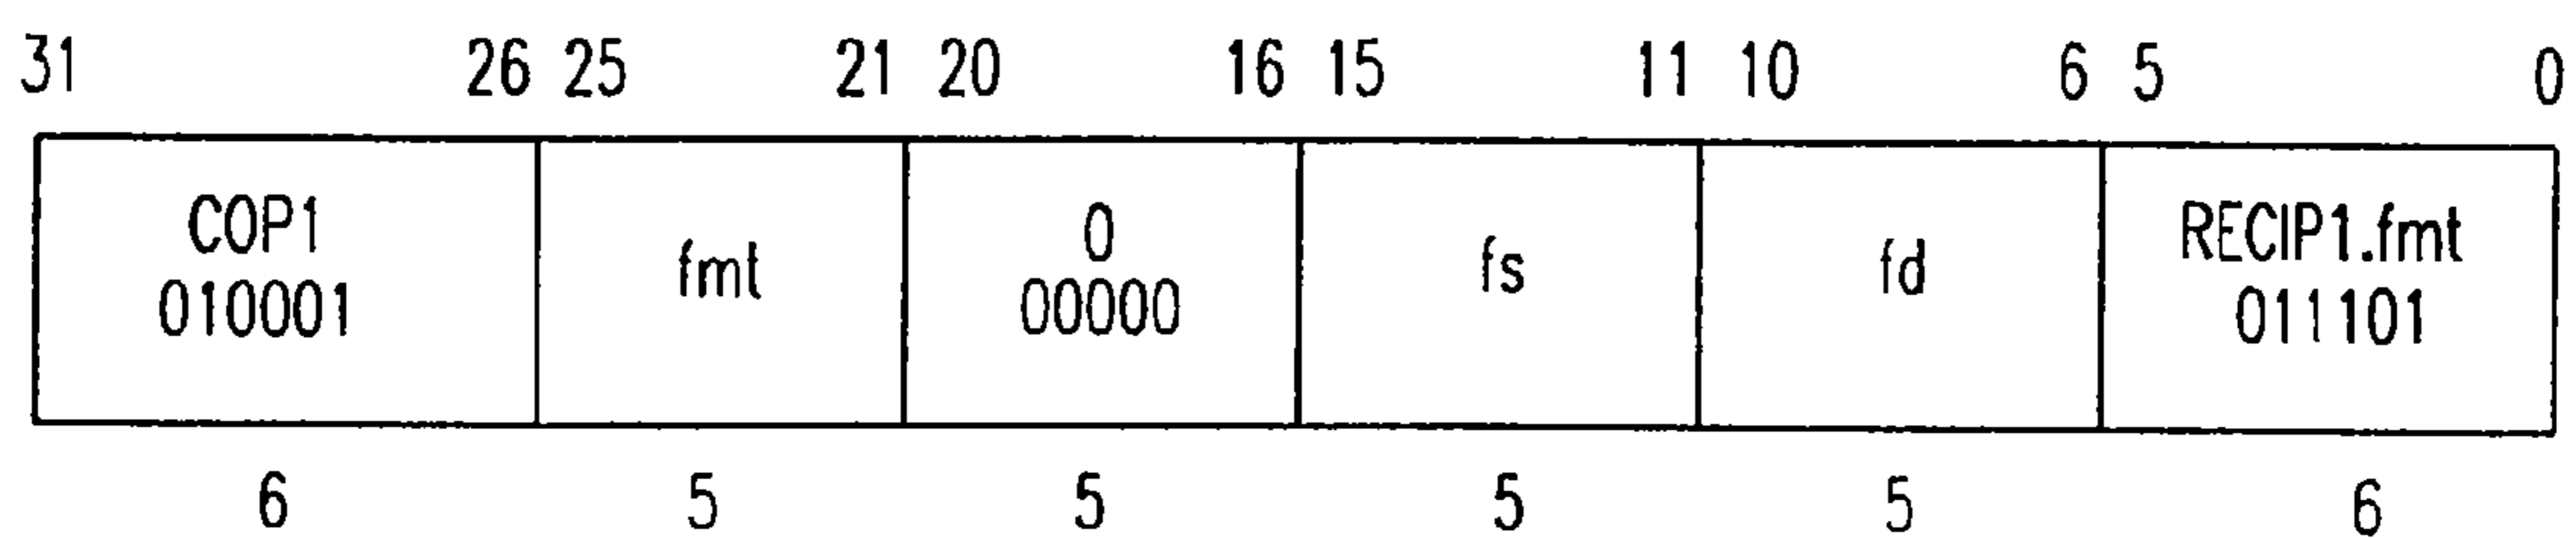 31 26 25 21 20 16 15 11 10 6 5 0
COP1 fmt 0 fs fd RECIP1.fmt
010001 00000 011101
6 5 5 5 5 6